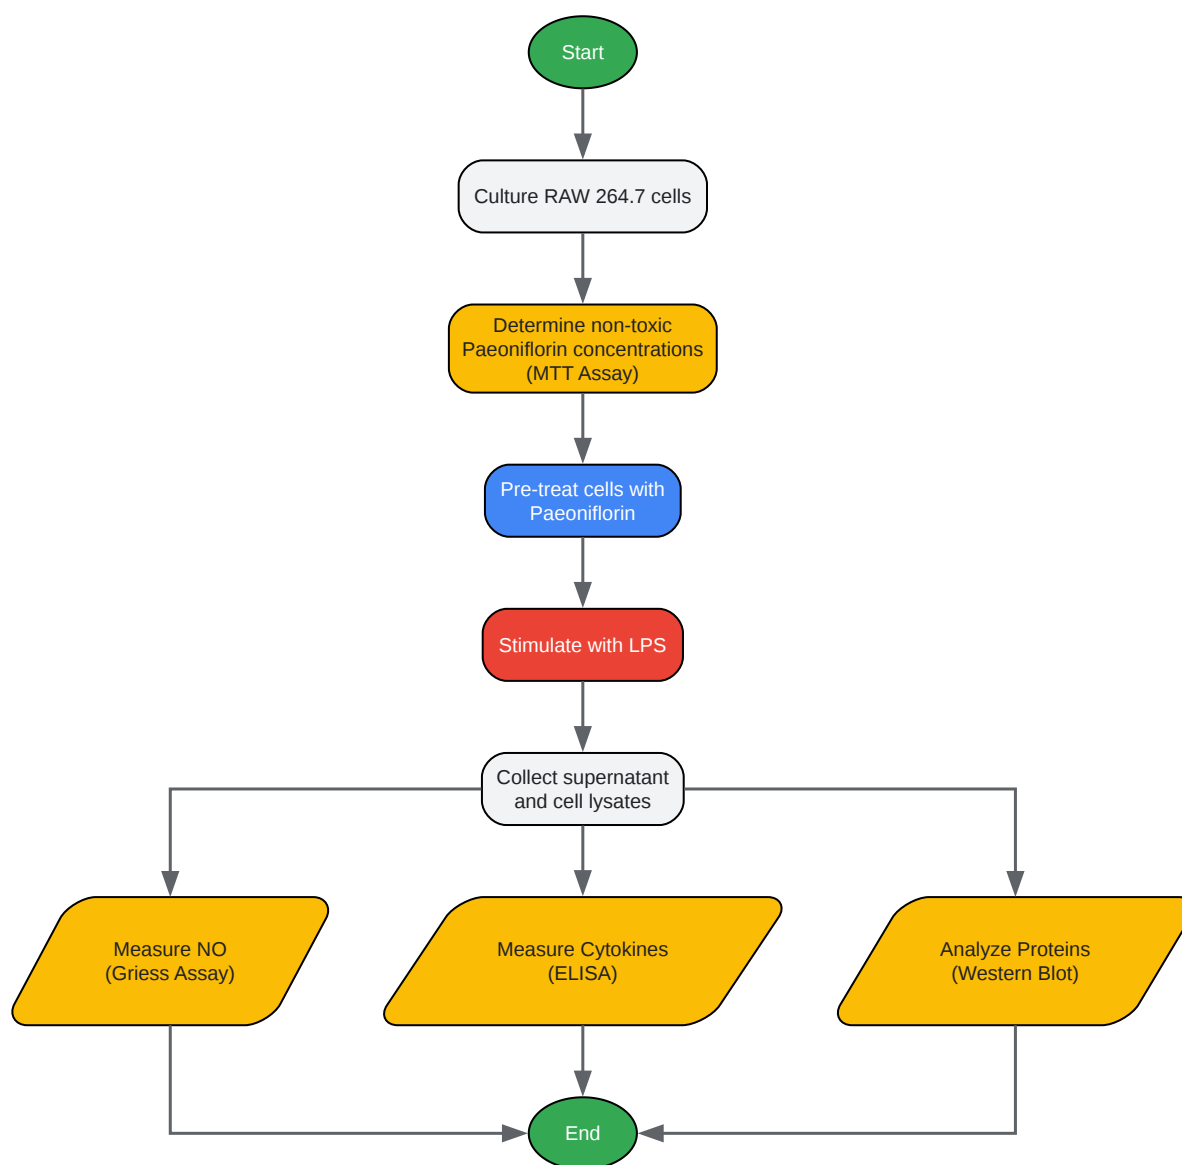 Start
Culture RAW 264.7 cells
Determine non-toxic
Paeoniflorin concentrations
(MTT Assay)
Pre-treat cells with
Paeoniflorin
Stimulate with LPS
Collect supernatant
and cell lysates
Measure NO
(Griess Assay)
Measure Cytokines
(ELISA)
Analyze Proteins
(Western Blot)
End